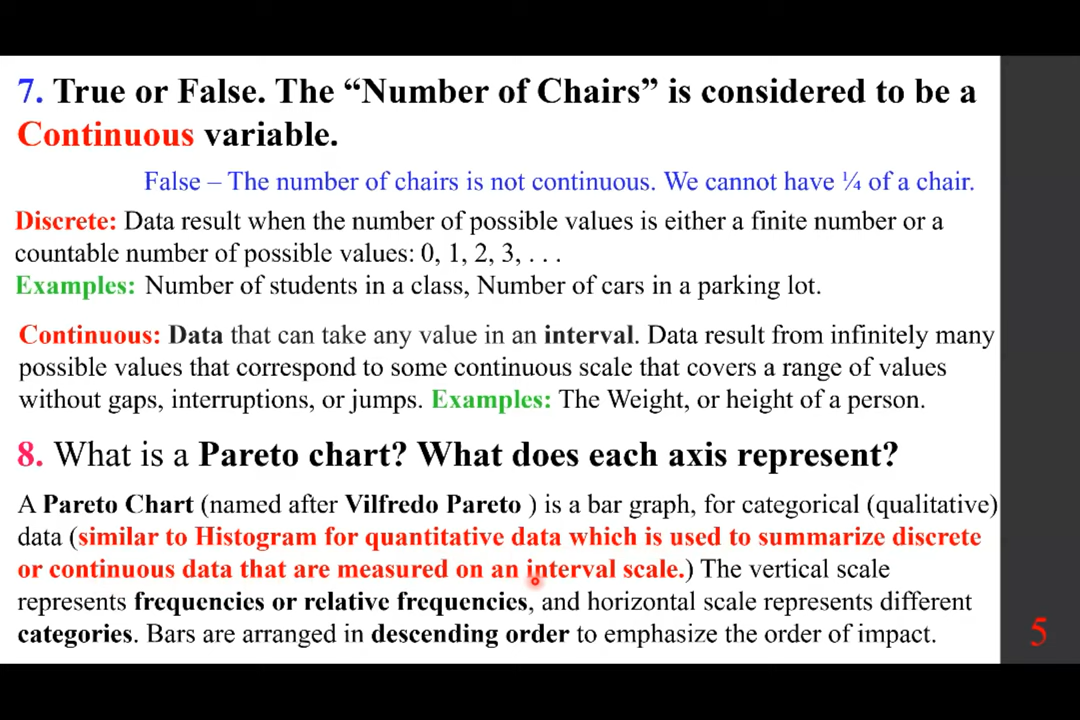 7. True or False. The “Number of Chairs” is considered to be a
Continuous variable.
False – The number of chairs is not continuous. We cannot have ¼ of a chair.
Discrete: Data result when the number of possible values is either a finite number or a
countable number of possible values: 0, 1, 2, 3, . . .
Examples: Number of students in a class, Number of cars in a parking lot.
Continuous: Data that can take any value in an interval. Data result from infinitely many
possible values that correspond to some continuous scale that covers a range of values
without gaps, interruptions, or jumps. Examples: The Weight, or height of a person.
8. What is a Pareto chart? What does each axis represent?
A Pareto Chart (named after Vilfredo Pareto ) is a bar graph, for categorical (qualitative)
data (similar to Histogram for quantitative data which is used to summarize discrete
or continuous data that are measured on an interval scale.) The vertical scale
represents frequencies or relative frequencies, and horizontal scale represents different
categories. Bars are arranged in descending order to emphasize the order of impact.
5